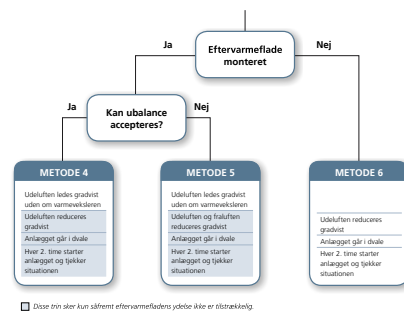 Eftervarmeflade
monteret
Ja
Nej
Kan ubalance
accepteres?
Ja
Nej
METODE 4
Udeluften ledes gradvist
uden om varmeveksleren
Udeluften reduceres
gradvist
Anlægget går i dvale
Hver 2. time starter
anlægget og tjekker
situationen
METODE 5
Udeluften ledes gradvist
uden om varmeveksleren
Udeluften og fraluften
reduceres gradvist
Anlægget går i dvale
Hver 2. time starter
anlægget og tjekker
situationen
METODE 6
Udeluften reduceres
gradvist
Anlægget går i dvale
Hver 2. time starter
anlægget og tjekker
situationen
Disse trin sker kun såfremt eftervarmefladens ydelse ikke er tilstrækkelig.